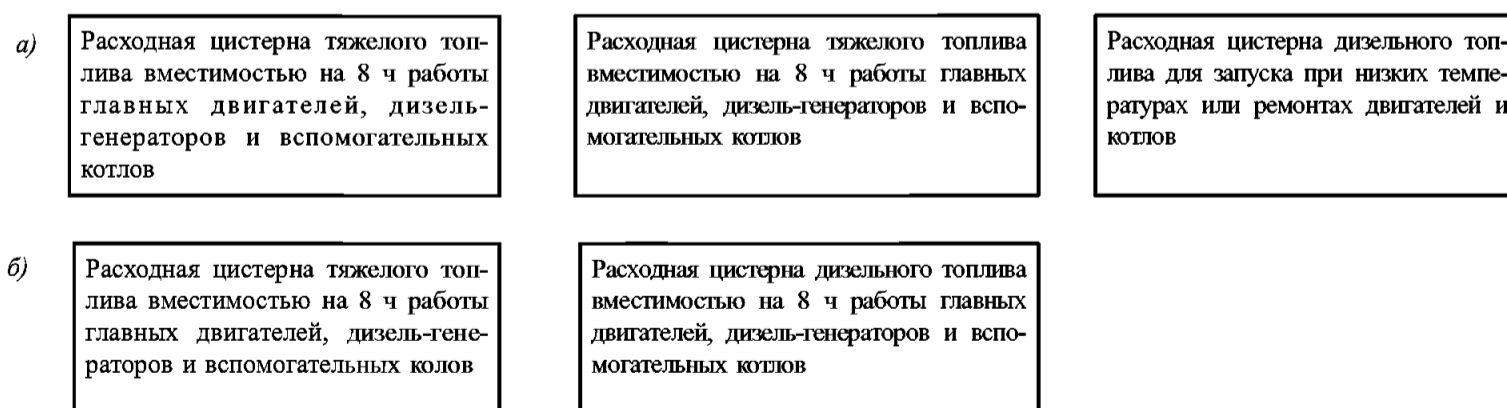 а)
Расходная цистерна тяжелого топ-
лива вместимостью на 8 ч работы
главных двигателей, дизель-
генераторов и вспомогательных
котлов
Расходная цистерна тяжелого топлива
вместимостью на 8 ч работы главных
двигателей, дизель-генераторов и вспо-
могательных котлов
Расходная цистерна дизельного топ-
лива для запуска при низких темпе-
ратурах или ремонтах двигателей и
котлов
б)
Расходная цистерна тяжелого топ-
лива вместимостью на 8 ч работы
главных двигателей, дизель-гене-
раторов и вспомогательных колов
Расходная цистерна дизельного топлива
вместимостью на 8 ч работы главных
двигателей, дизель-генераторов и вспо-
могательных котлов